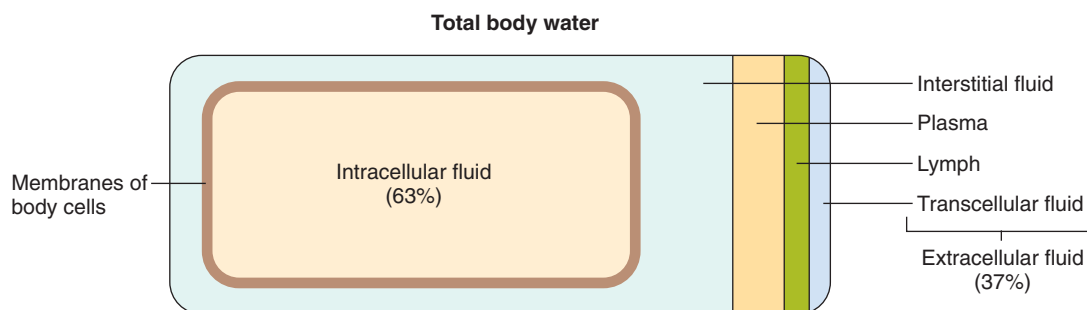 Total body water
Interstitial fluid
Plasma
Lymph
Transcellular fluid
Extracellular fluid
(37%)
Intracellular fluid
(63%)
Membranes of
body cells